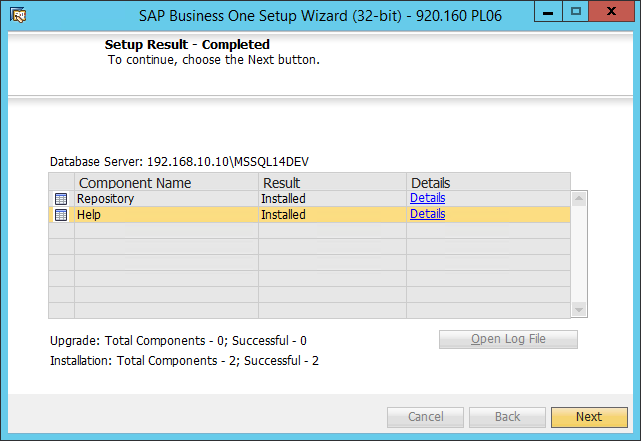 SAP Business One Setup Wizard (32-bit) - 920.160 PL06
Setup Result - Completed
To continue, choose the Next button.
Database Server: 192.168.10.10\MSSQL14DEV
Component Name Result Details
Repository Installed Details
Help Installed Details
Upgrade: Total Components - 0; Successful - 0
Open Log File
Installation: Total Components - 2; Successful - 2
Cancel Back Next